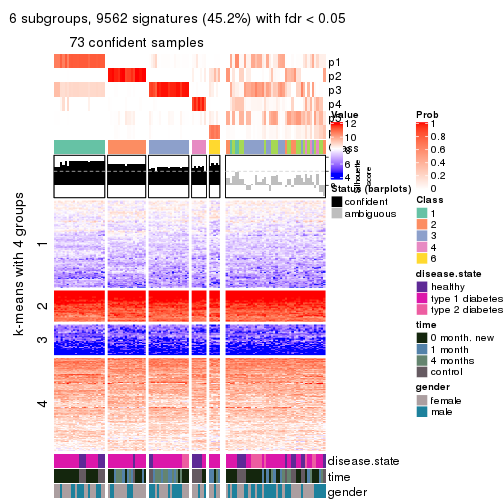 6 subgroups, 9562 signatures (45.2%) with fdr < 0.05
73 confident samples
p1
p2
p3
p4
Value
12
10
6
4
Silhouette
score
Status (barplots)
confident
ambiguous
Prob
1
0.8
0.6
0.4
0.2
0
Class
1
2
3
4
6
disease.state
healthy
type 1 diabetes
type 2 diabetes
time
0 month. new
1 month
4 months
control
gender
female
male
k-means with 4 groups
1
2
3
4
disease.state
time
gender